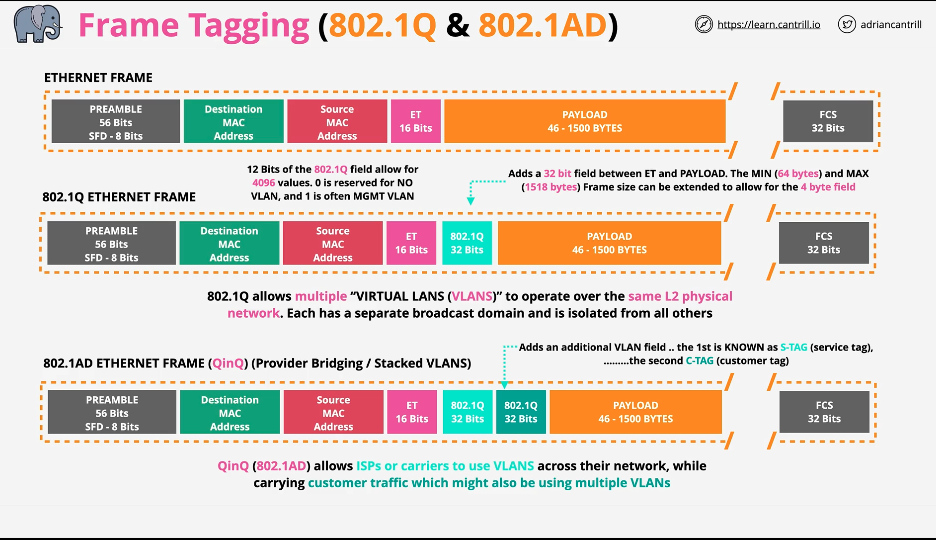 Frame Tagging (802.1Q & 802.1AD)
https://learn.cantrill.io
adriancantrill
ETHERNET FRAME
PREAMBLE
56 Bits
SFD - 8 Bits
Destination
MAC
Address
Source
MAC
Address
ET
16 Bits
PAYLOAD
46 - 1500 BYTES
FCS
32 Bits
12 Bits of the 802.1Q field allow for
4096 values. 0 is reserved for NO
VLAN, and 1 is often MGMT VLAN
Adds a 32 bit field between ET and PAYLOAD. The MIN (64 bytes) and MAX
(1518 bytes) Frame size can be extended to allow for the 4 byte field
802.1Q ETHERNET FRAME
PREAMBLE
56 Bits
SFD - 8 Bits
Destination
MAC
Address
Source
MAC
Address
ET
16 Bits
802.1Q
32 Bits
PAYLOAD
46 - 1500 BYTES
FCS
32 Bits
802.1Q allows multiple “VIRTUAL LANS (VLANS)” to operate over the same L2 physical
network. Each has a separate broadcast domain and is isolated from all others
Adds an additional VLAN field .. the 1st is KNOWN as S-TAG (service tag),
.........the second C-TAG (customer tag)
802.1AD ETHERNET FRAME (QinQ) (Provider Bridging / Stacked VLANS)
PREAMBLE
56 Bits
SFD - 8 Bits
Destination
MAC
Address
Source
MAC
Address
ET
16 Bits
802.1Q
32 Bits
802.1Q
32 Bits
PAYLOAD
46 - 1500 BYTES
FCS
32 Bits
QinQ (802.1AD) allows ISPs or carriers to use VLANS across their network, while
carrying customer traffic which might also be using multiple VLANs